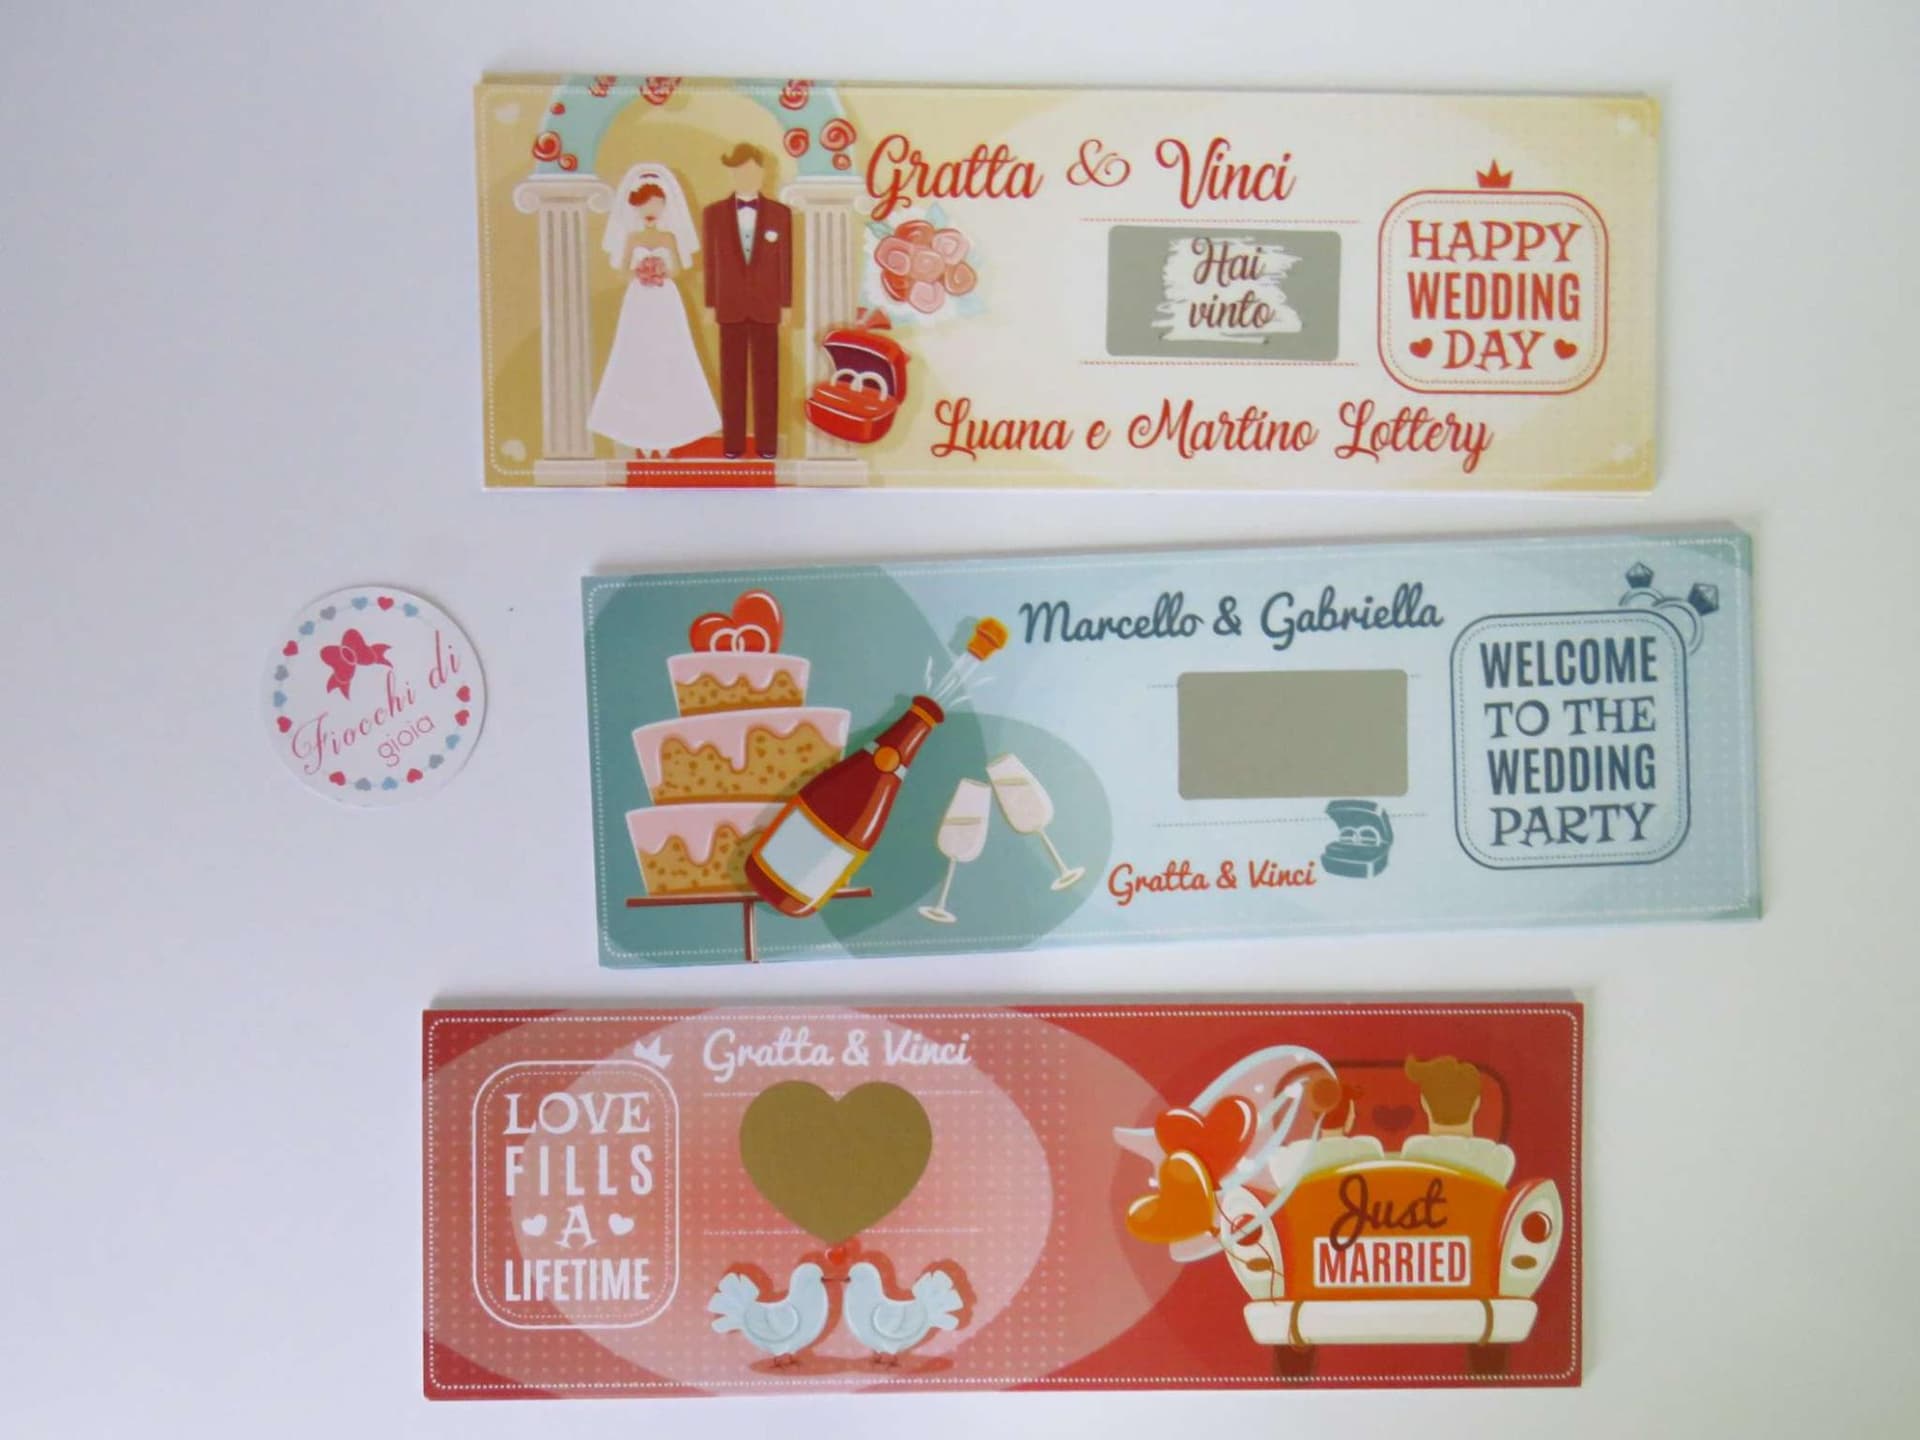 Gratta & Vinci
Hai
vinto
HAPPY
WEDDING
DAY
Luana e Martino Lottery
Fiocchi di
gioia
Marcello & Gabriella
WELCOME
TO THE
WEDDING
PARTY
Gratta & Vinci
Gratta & Vinci
LOVE
FILLS
A
LIFETIME
Just
MARRIED